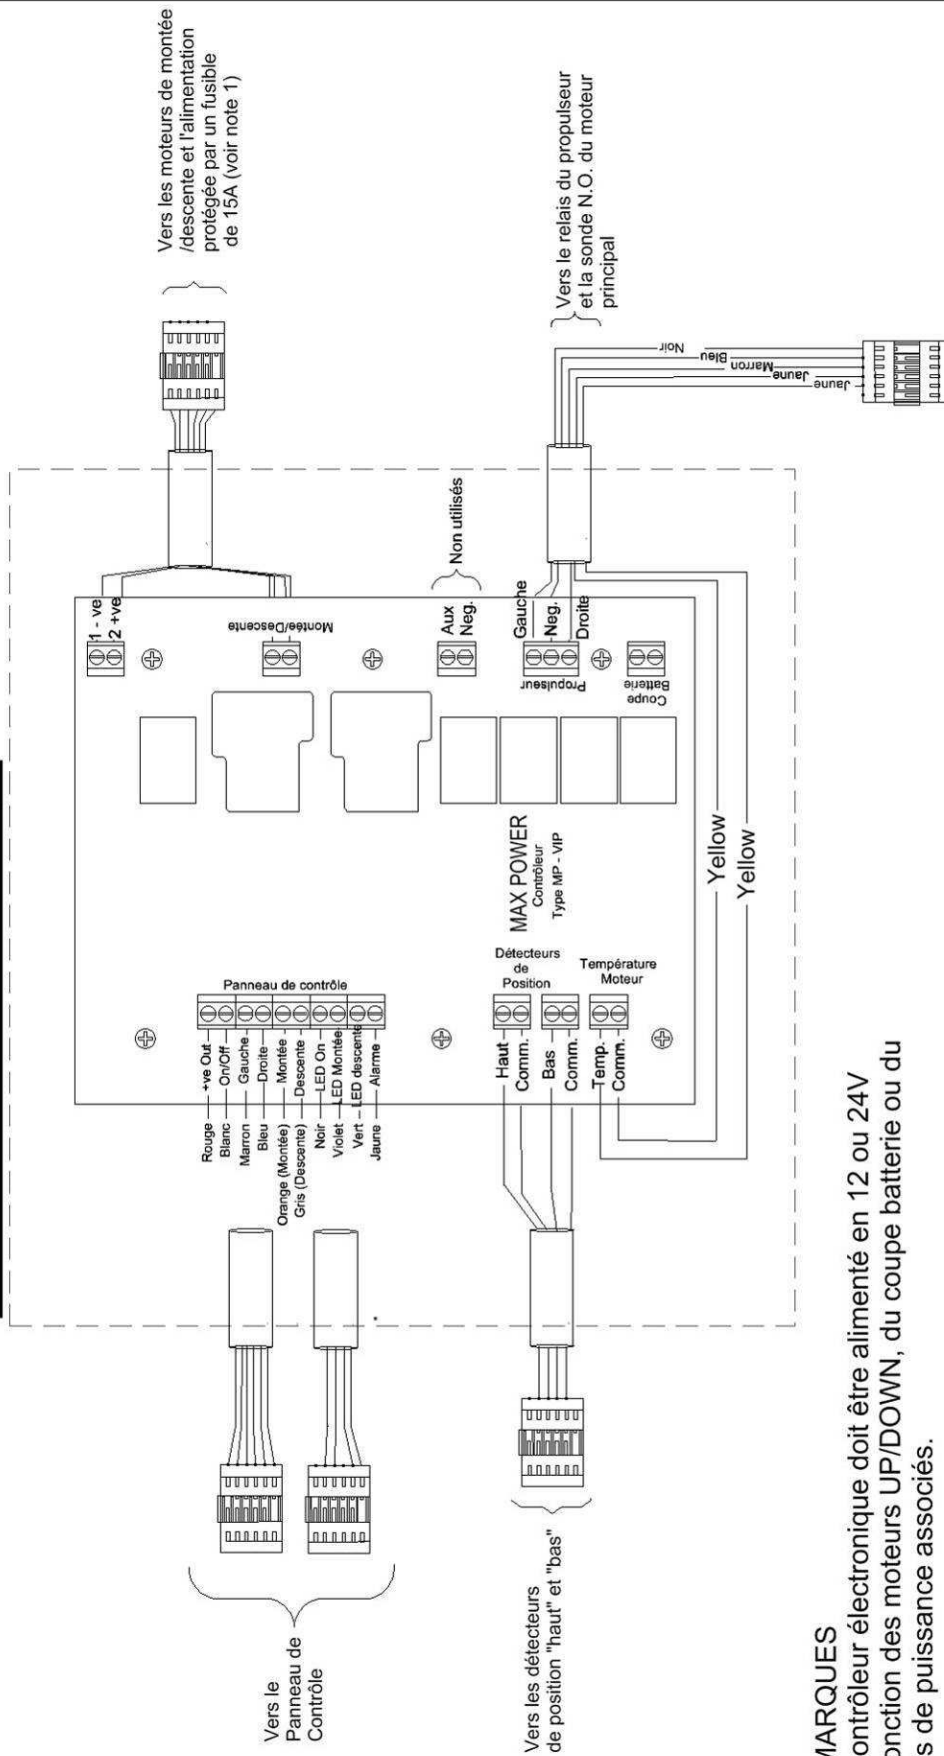 Vers les moteurs de montée
/descente et l'alimentation
protégée par un fusible
de 15A (voir note 1)
Vers le relais du propulseur
et la sonde N.O. du moteur
principal
Noir
Bleu
Marron
Jaune
Jaune
1 - ve
2 +ve
Montée/Descente
Non utilisés
Aux
Neg.
Gauche
Neg.
Droite
Propulseur
Coupe
Batterie
MAX POWER
Contrôleur
Type MP - VIP
Yellow
Yellow
Panneau de contrôle
Rouge +ve Out
Blanc On/Off
Marron Gauche
Bleu Droite
Orange (Montée) Montée
Gris (Descente) Descente
Noir LED On
Violet LED Montée
Vert LED descente
Jaune Alarme
Détecteurs
de
Position
Haut
Comm.
Bas
Comm.
Température
Moteur
Temp.
Comm.
Vers le
Panneau de
Contrôle
Vers les détecteurs
de position "haut" et "bas"
MARQUES
ontrôleur électronique doit être alimenté en 12 ou 24V
onction des moteurs UP/DOWN, du coupe batterie ou du
s de puissance associés.